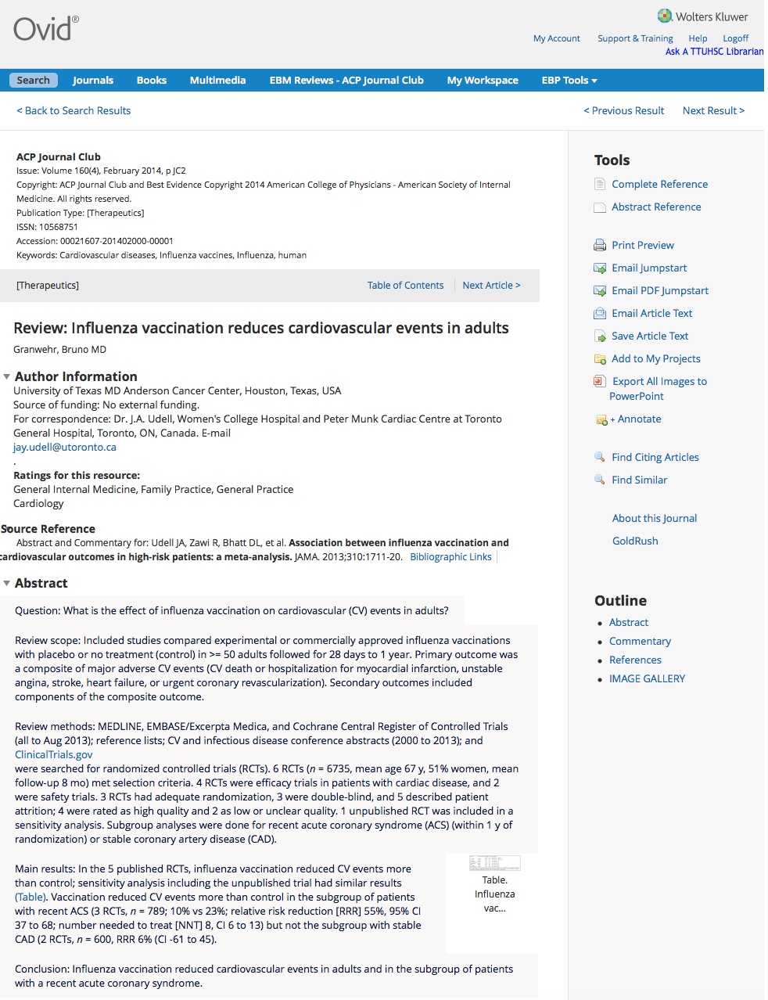 Ovid®
Wolters Kluwer
My Account Support & Training Help Logoff
Ask A TTUHSC Librarian
Search Journals Books Multimedia EBM Reviews - ACP Journal Club My Workspace EBP Tools
< Back to Search Results
< Previous Result Next Result >
ACP Journal Club
Issue: Volume 160(4), February 2014, p JC2
Copyright: ACP Journal Club and Best Evidence Copyright 2014 American College of Physicians - American Society of Internal
Medicine. All rights reserved.
Publication Type: [Therapeutics]
ISSN: 10568751
Accession: 00021607-201402000-00001
Keywords: Cardiovascular diseases, Influenza vaccines, Influenza, human
[Therapeutics] Table of Contents Next Article >
Review: Influenza vaccination reduces cardiovascular events in adults
Granwehr, Bruno MD
Author Information
University of Texas MD Anderson Cancer Center, Houston, Texas, USA
Source of funding: No external funding.
For correspondence: Dr. J.A. Udell, Women's College Hospital and Peter Munk Cardiac Centre at Toronto
General Hospital, Toronto, ON, Canada. E-mail
jay.udell@utoronto.ca
.
Ratings for this resource:
General Internal Medicine, Family Practice, General Practice
Cardiology
Source Reference
Abstract and Commentary for: Udell JA, Zawi R, Bhatt DL, et al. Association between influenza vaccination and
cardiovascular outcomes in high-risk patients: a meta-analysis. JAMA. 2013;310:1711-20. Bibliographic Links
Abstract
Question: What is the effect of influenza vaccination on cardiovascular (CV) events in adults?
Review scope: Included studies compared experimental or commercially approved influenza vaccinations
with placebo or no treatment (control) in >= 50 adults followed for 28 days to 1 year. Primary outcome was
a composite of major adverse CV events (CV death or hospitalization for myocardial infarction, unstable
angina, stroke, heart failure, or urgent coronary revascularization). Secondary outcomes included
components of the composite outcome.
Review methods: MEDLINE, EMBASE/Excerpta Medica, and Cochrane Central Register of Controlled Trials
(all to Aug 2013); reference lists; CV and infectious disease conference abstracts (2000 to 2013); and
ClinicalTrials.gov
were searched for randomized controlled trials (RCTs). 6 RCTs (n = 6735, mean age 67 y, 51% women, mean
follow-up 8 mo) met selection criteria. 4 RCTs were efficacy trials in patients with cardiac disease, and 2
were safety trials. 3 RCTs had adequate randomization, 3 were double-blind, and 5 described patient
attrition; 4 were rated as high quality and 2 as low or unclear quality. 1 unpublished RCT was included in a
sensitivity analysis. Subgroup analyses were done for recent acute coronary syndrome (ACS) (within 1 y of
randomization) or stable coronary artery disease (CAD).
Main results: In the 5 published RCTs, influenza vaccination reduced CV events more
than control; sensitivity analysis including the unpublished trial had similar results
(Table). Vaccination reduced CV events more than control in the subgroup of patients
with recent ACS (3 RCTs, n = 789; 10% vs 23%; relative risk reduction [RRR] 55%, 95% CI
37 to 68; number needed to treat [NNT] 8, CI 6 to 13) but not the subgroup with stable
CAD (2 RCTs, n = 600, RRR 6% (CI -61 to 45).
Table.
Influenza
vac...
Conclusion: Influenza vaccination reduced cardiovascular events in adults and in the subgroup of patients
with a recent acute coronary syndrome.
Tools
Complete Reference
Abstract Reference
Print Preview
Email Jumpstart
Email PDF Jumpstart
Email Article Text
Save Article Text
Add to My Projects
Export All Images to
PowerPoint
+ Annotate
Find Citing Articles
Find Similar
About this Journal
GoldRush
Outline
Abstract
Commentary
References
IMAGE GALLERY